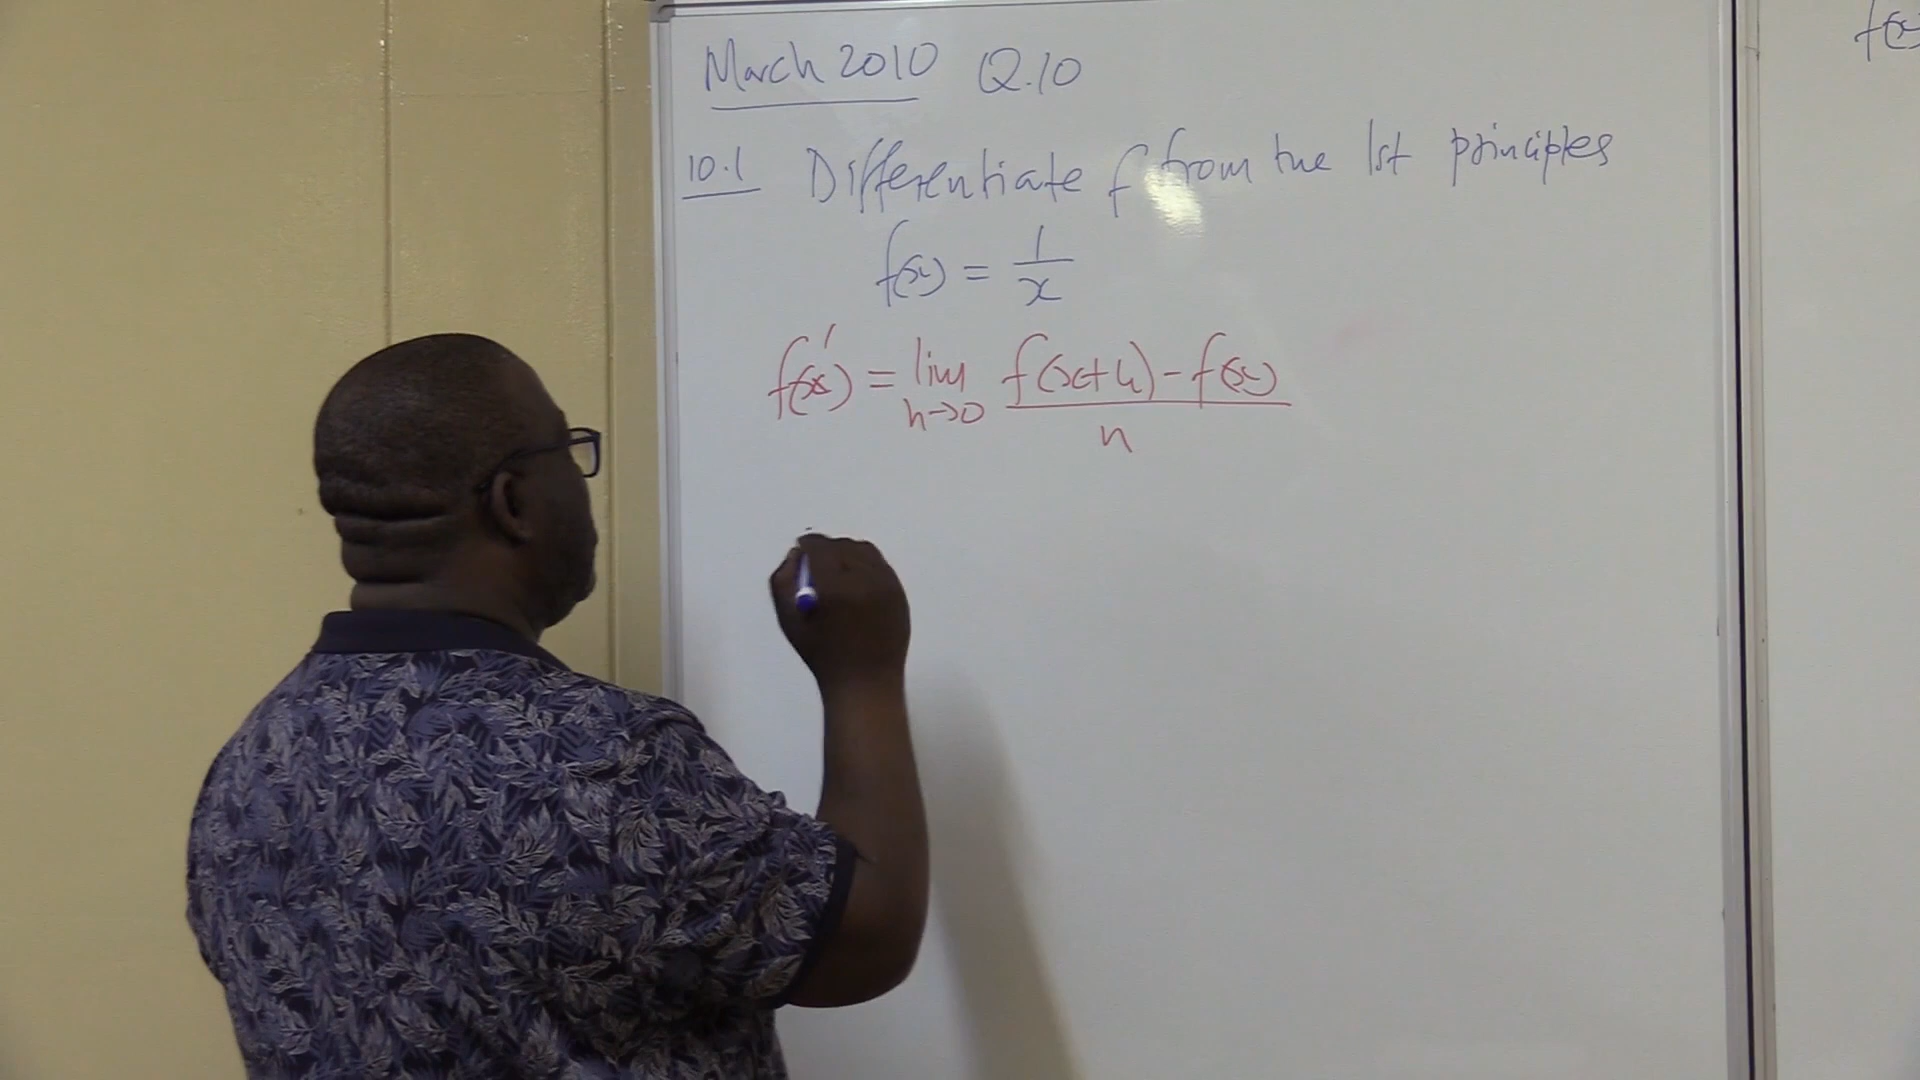 March 2010 Q.10
10.1 Differentiate f from the 1st principles
f(x) = 1/x
f'(x) = lim h→0 f(x+h) - f(x) / h
f(x)